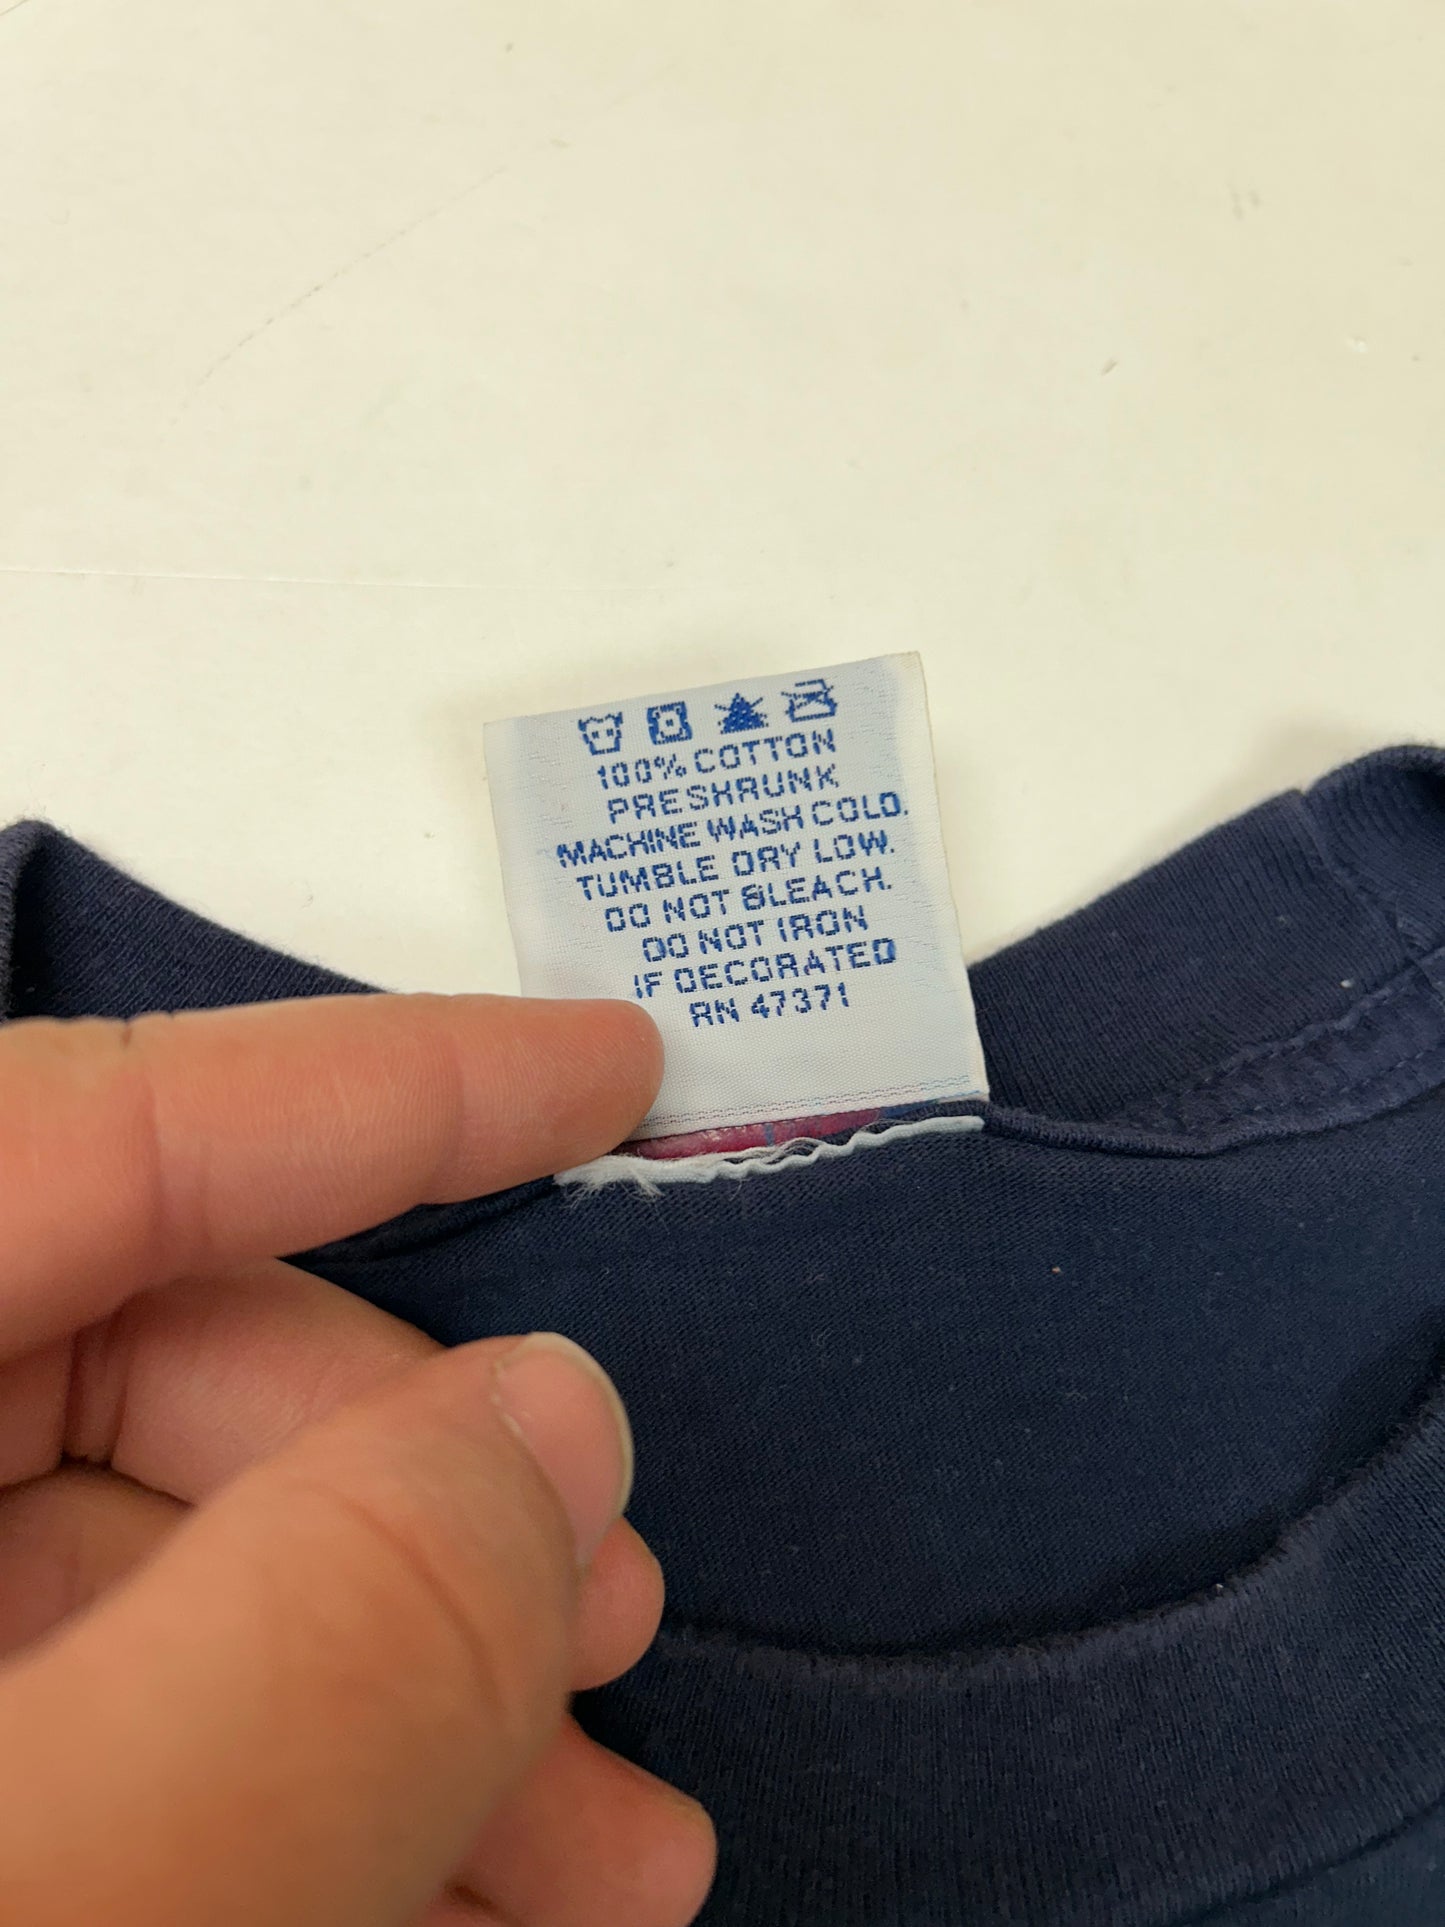 100% COTTON
PRESHRUNK
MACHINE WASH COLD.
TUMBLE DRY LOW.
DO NOT BLEACH.
DO NOT IRON
IF DECORATED
RN 47371